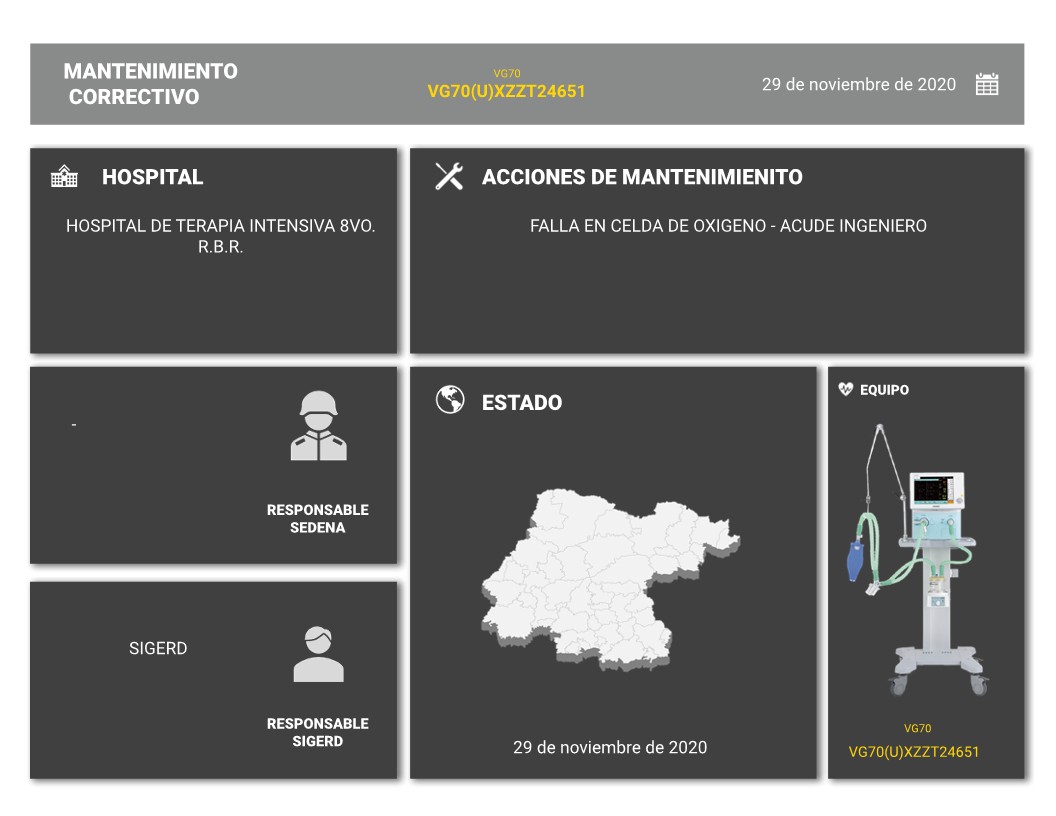 MANTENIMIENTO
CORRECTIVO
VG70
VG70(U)XZZT24651
29 de noviembre de 2020
HOSPITAL
HOSPITAL DE TERAPIA INTENSIVA 8VO.
R.B.R.
ACCIONES DE MANTENIMIENITO
FALLA EN CELDA DE OXIGENO - ACUDE INGENIERO
-
RESPONSABLE
SEDENA
SIGERD
RESPONSABLE
SIGERD
ESTADO
29 de noviembre de 2020
EQUIPO
VG70
VG70(U)XZZT24651